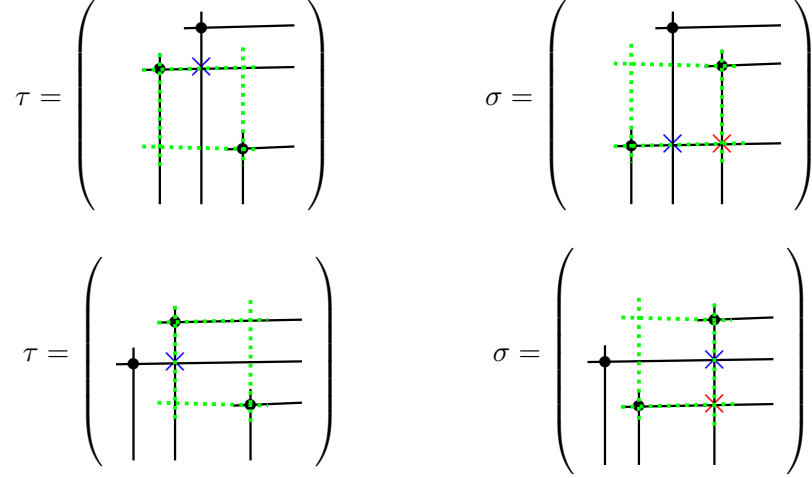 τ =
σ =
τ =
σ =